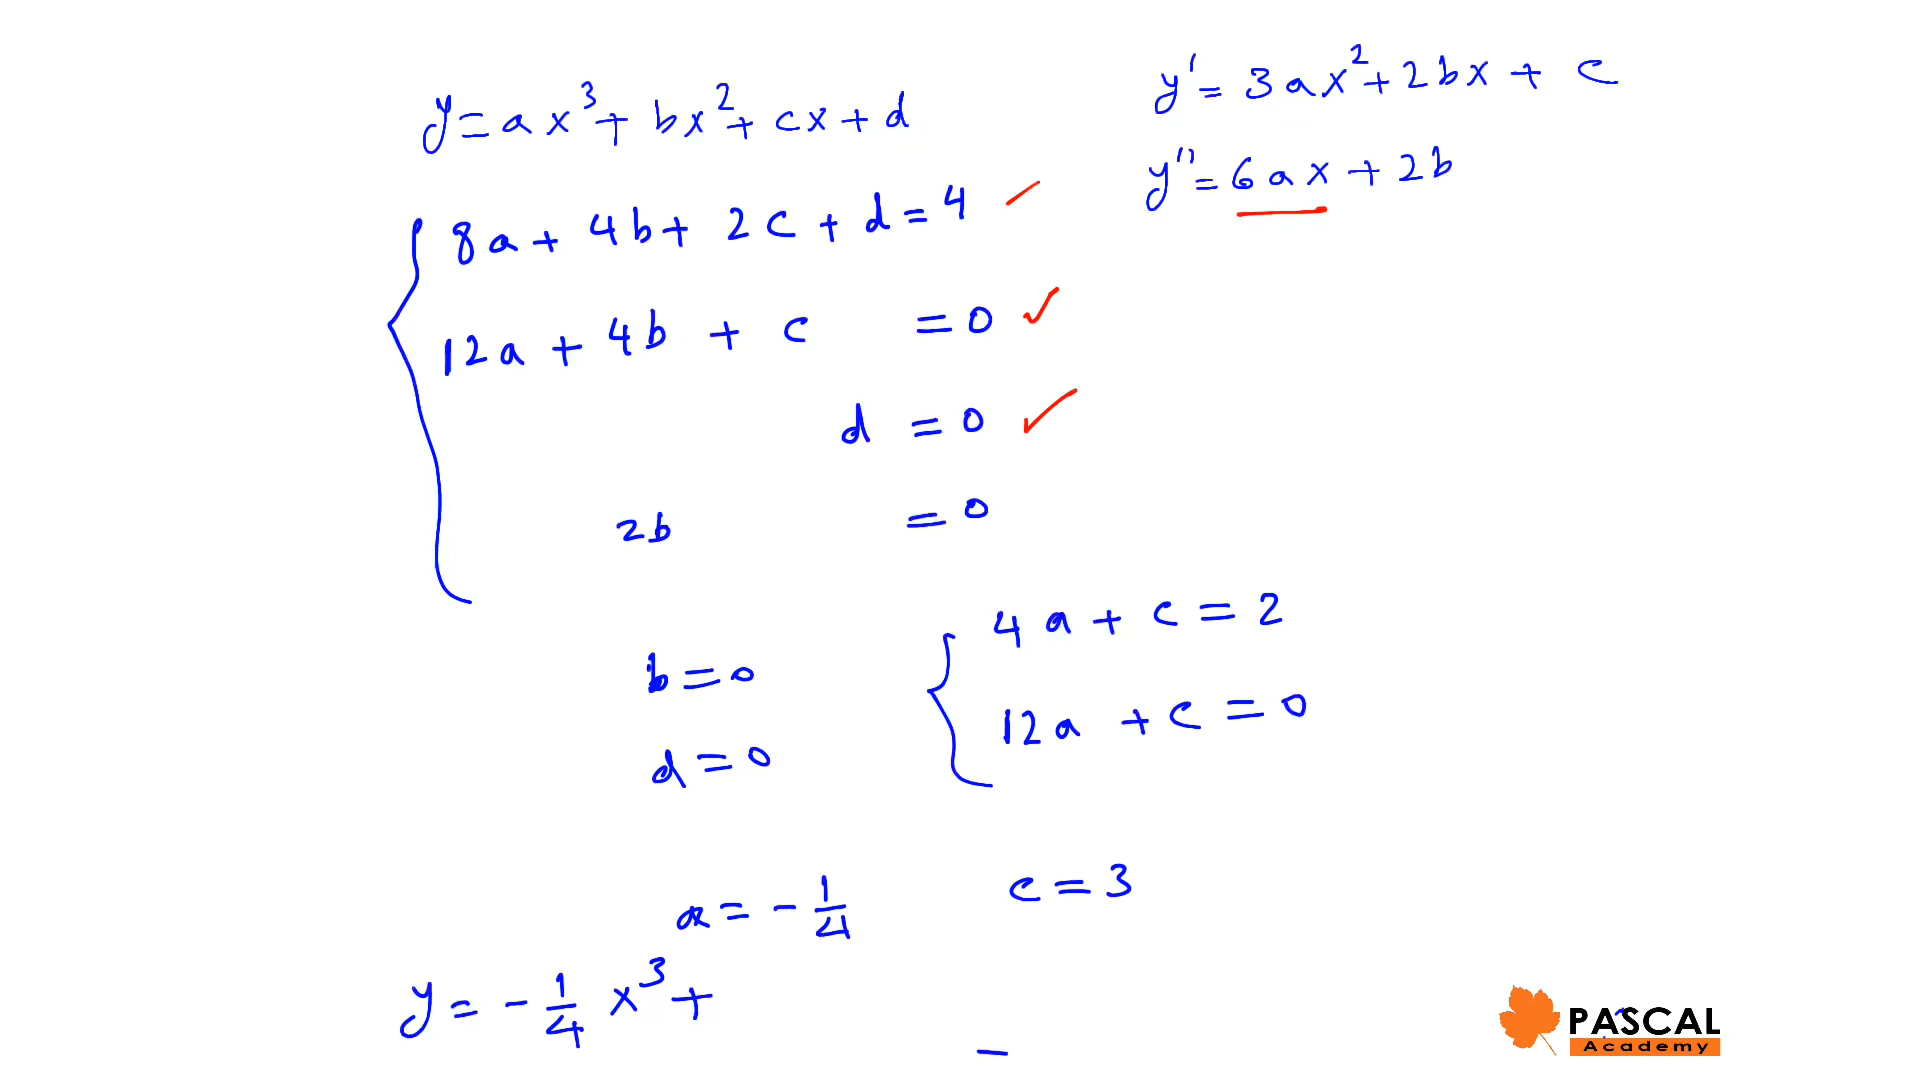 y = ax³ + bx² + cx + d
y' = 3ax² + 2bx + c
y'' = 6ax + 2b
8a + 4b + 2c + d = 4
12a + 4b + c = 0
d = 0
2b = 0
b = 0
d = 0
4a + c = 2
12a + c = 0
a = -1/4
c = 3
y = -1/4 x³ +
PASCAL
Academy